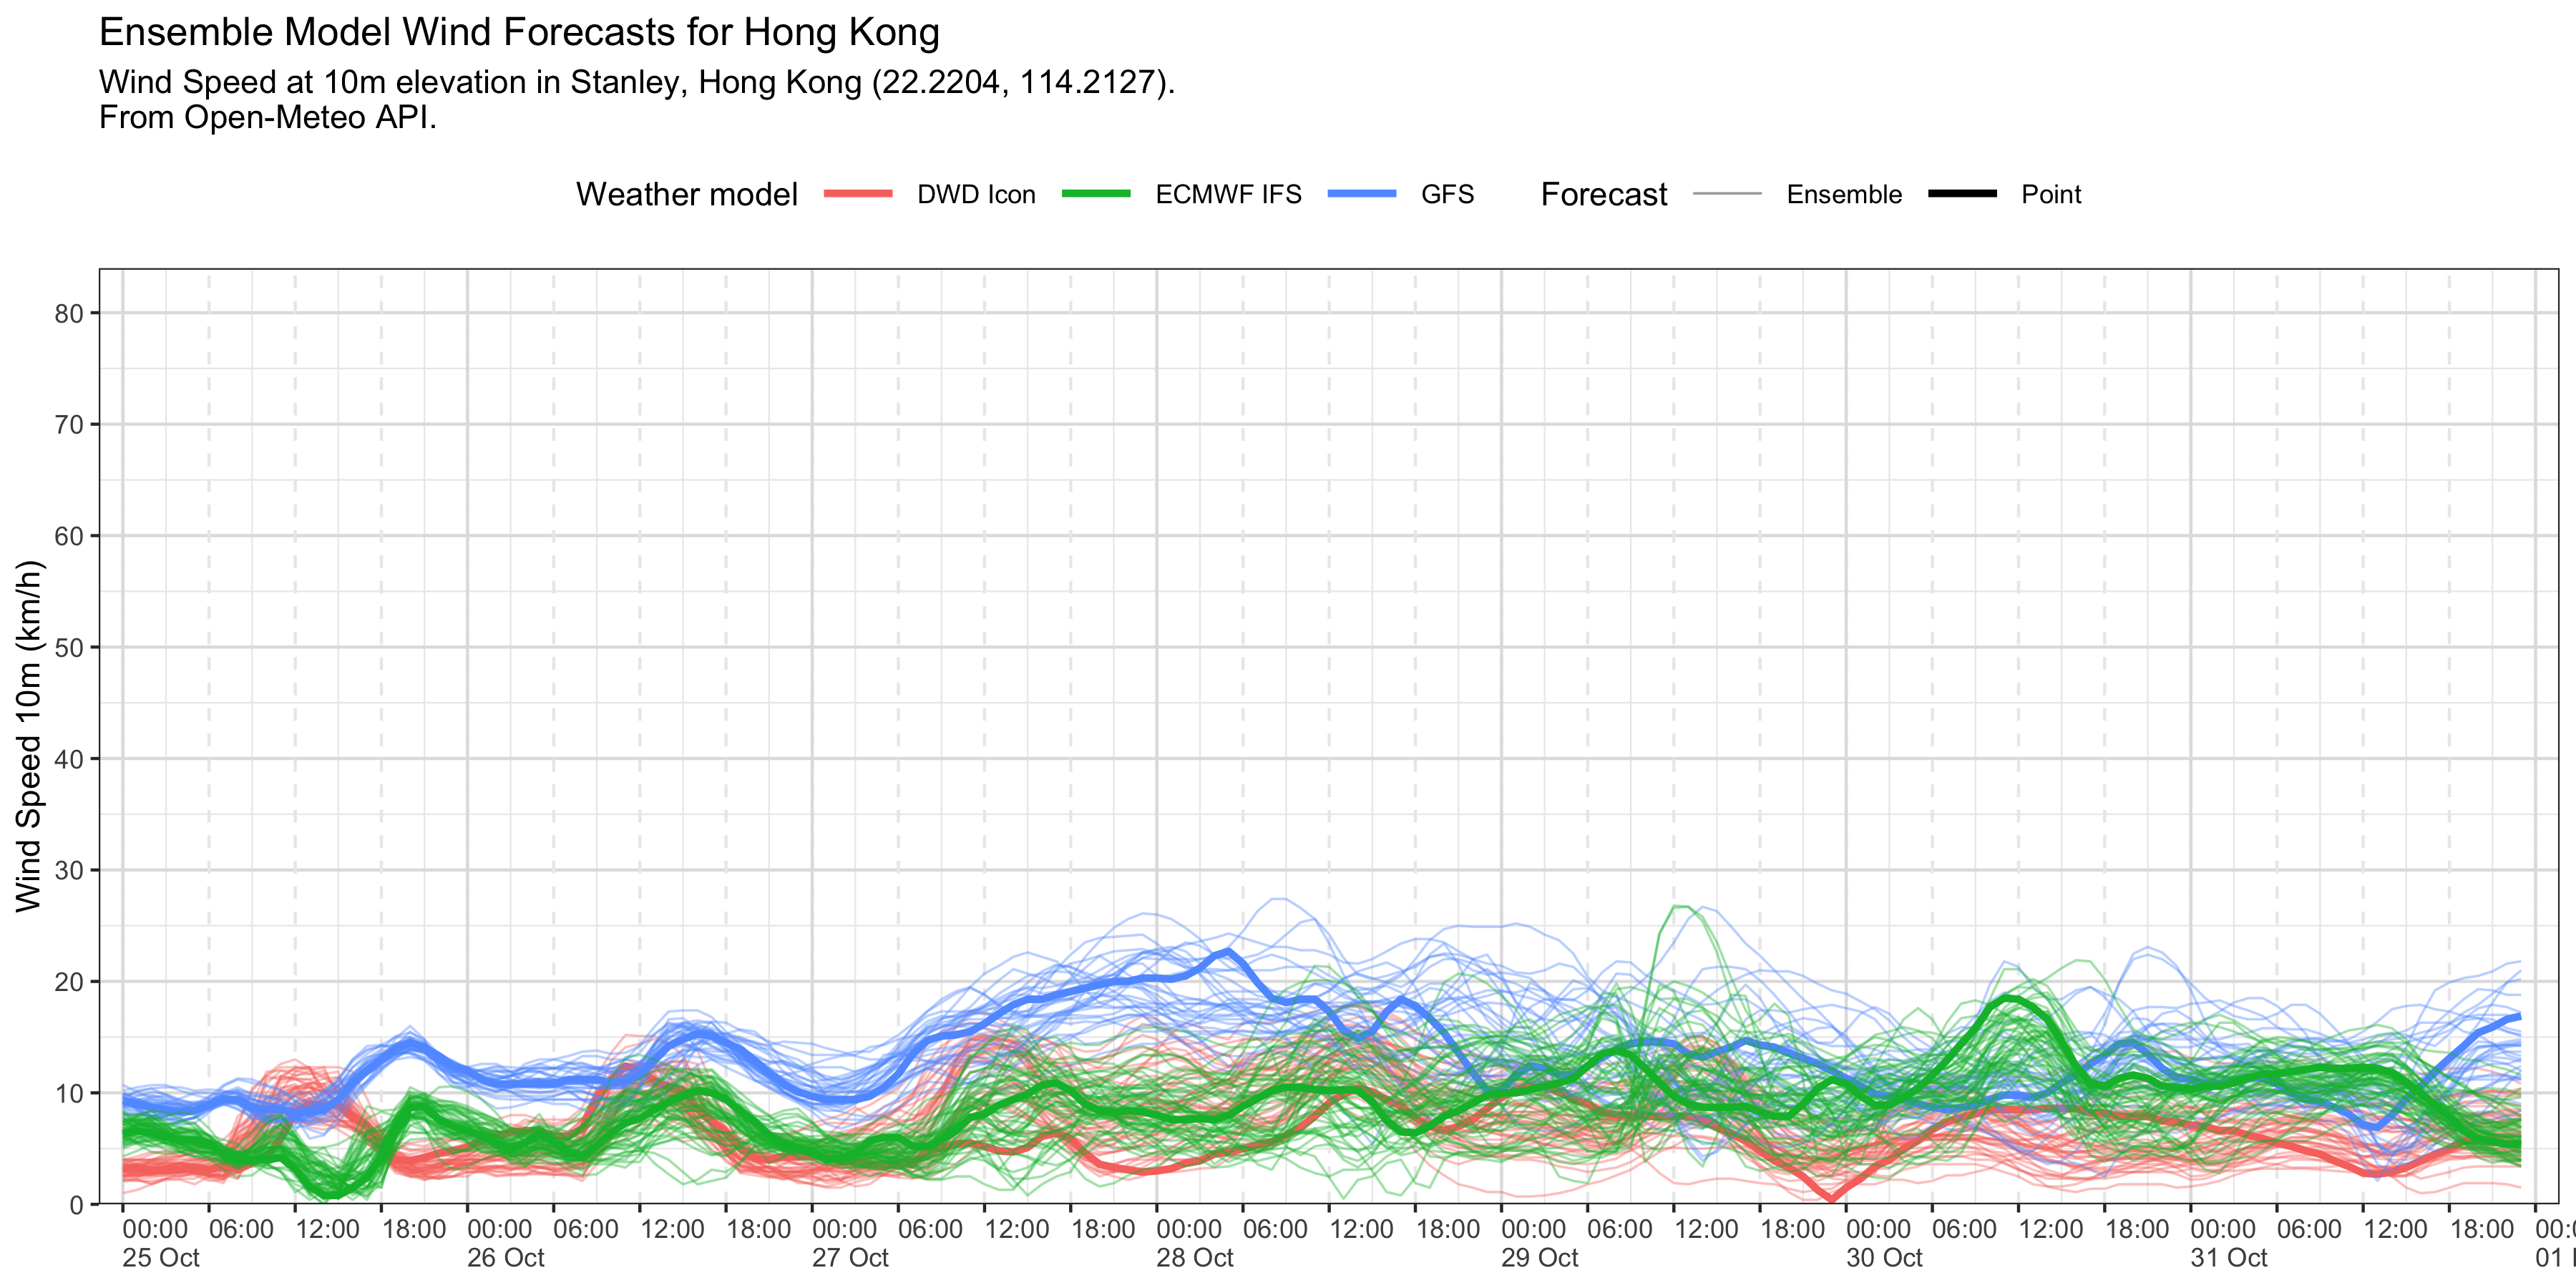 Ensemble Model Wind Forecasts for Hong Kong
Wind Speed at 10m elevation in Stanley, Hong Kong (22.2204, 114.2127).
From Open-Meteo API.
Weather model DWD Icon ECMWF IFS GFS Forecast Ensemble Point
Wind Speed 10m (km/h)
80
70
60
50
40
30
20
10
0
00:00 06:00 12:00 18:00 00:00 06:00 12:00 18:00 00:00 06:00 12:00 18:00 00:00 06:00 12:00 18:00 00:00 06:00 12:00 18:00 00:00 06:00 12:00 18:00 00:00 06:00 12:00 18:00
25 Oct 26 Oct 27 Oct 28 Oct 29 Oct 30 Oct 31 Oct 01